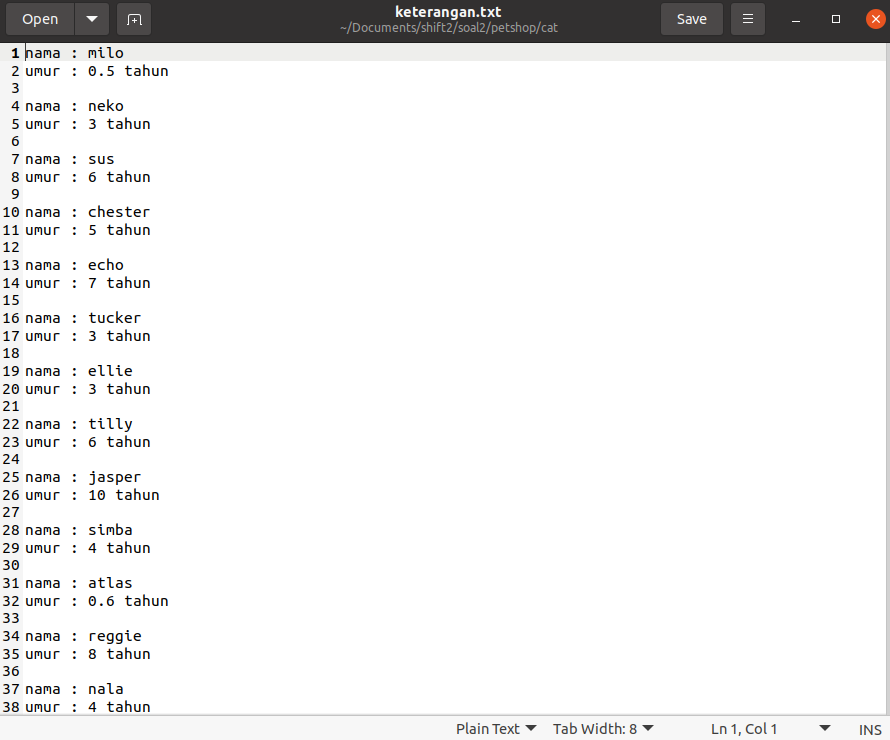 Open
keterangan.txt
~/Documents/shift2/soal2/petshop/cat
Save
1 nama : milo
2 umur : 0.5 tahun
3
4 nama : neko
5 umur : 3 tahun
6
7 nama : sus
8 umur : 6 tahun
9
10 nama : chester
11 umur : 5 tahun
12
13 nama : echo
14 umur : 7 tahun
15
16 nama : tucker
17 umur : 3 tahun
18
19 nama : ellie
20 umur : 3 tahun
21
22 nama : tilly
23 umur : 6 tahun
24
25 nama : jasper
26 umur : 10 tahun
27
28 nama : simba
29 umur : 4 tahun
30
31 nama : atlas
32 umur : 0.6 tahun
33
34 nama : reggie
35 umur : 8 tahun
36
37 nama : nala
38 umur : 4 tahun
Plain Text Tab Width: 8 Ln 1, Col 1 INS